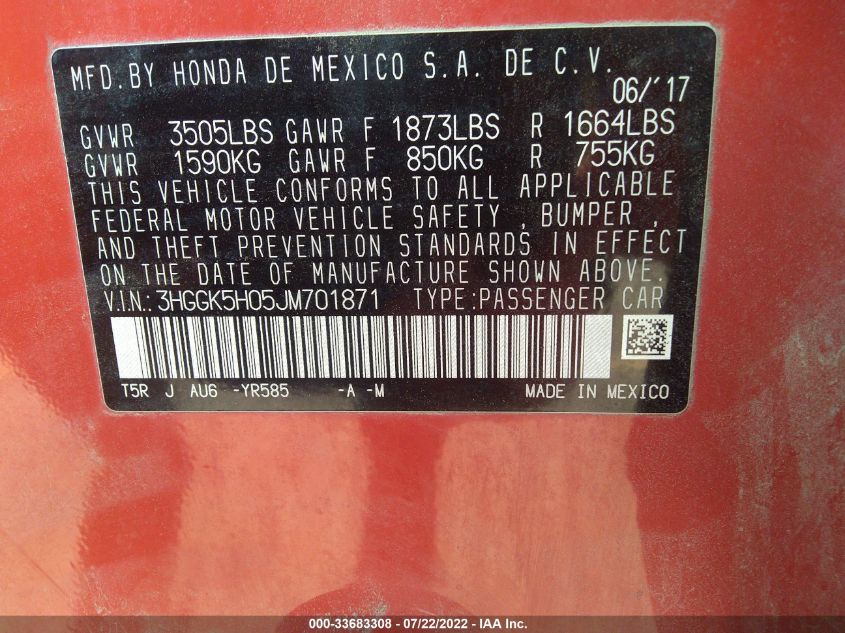 MFD. BY HONDA DE MEXICO S.A. DE C.V.
06/'17
GVWR 3505LBS GAWR F 1873LBS R 1664LBS
GVWR 1590KG GAWR F 850KG R 755KG
THIS VEHICLE CONFORMS TO ALL APPLICABLE
FEDERAL MOTOR VEHICLE SAFETY , BUMPER ,
AND THEFT PREVENTION STANDARDS IN EFFECT
ON THE DATE OF MANUFACTURE SHOWN ABOVE.
V.I.N.: 3HGGK5H05JM701871 TYPE: PASSENGER CAR
T5R J AU6 -YR585 -A -M MADE IN MEXICO
000-33683308 - 07/22/2022 - IAA Inc.